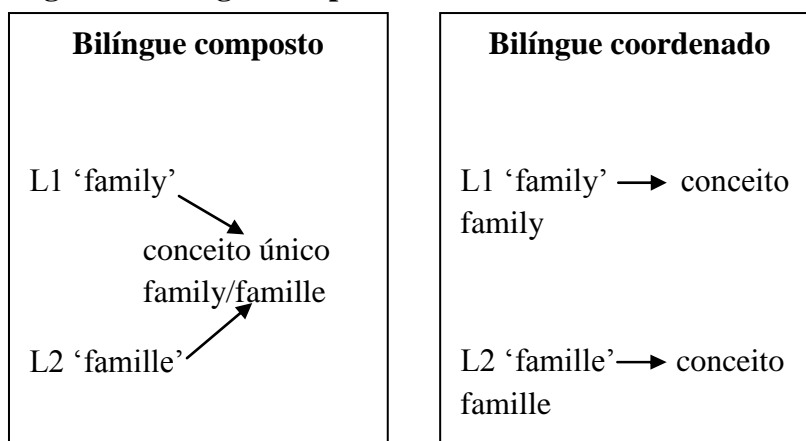 Bilíngue composto
L1 ‘family’
conceito único
family/famille
L2 ‘famille’
Bilíngue coordenado
L1 ‘family’ conceito
family
L2 ‘famille’ conceito
famille